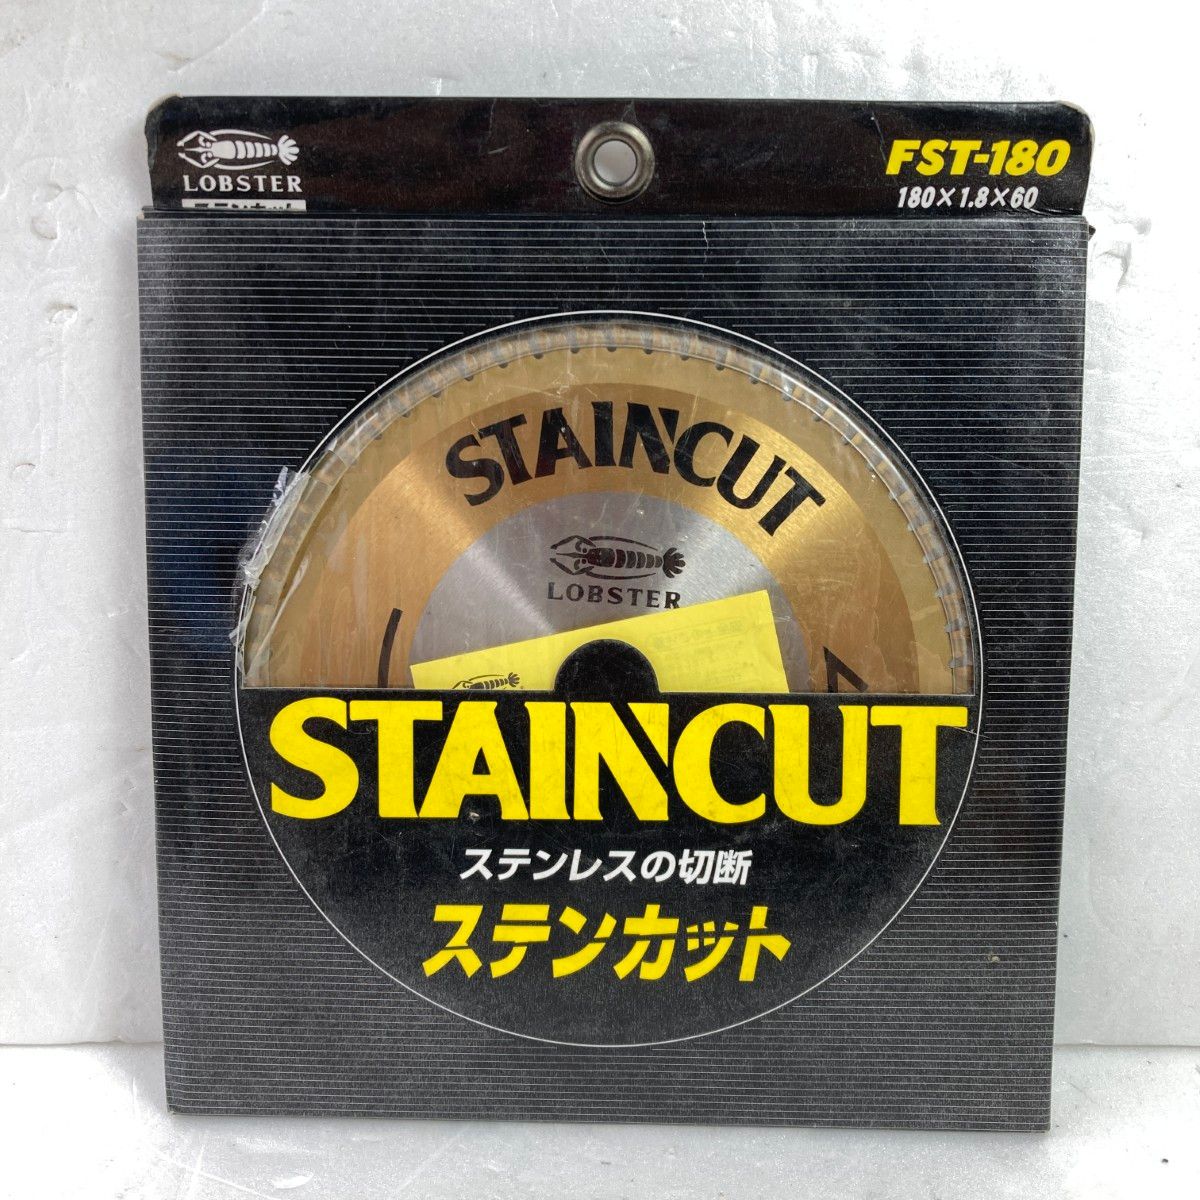 LOBSTER
FST-180
180×1.8×60
STAINCUT
LOBSTER
STAINCUT
ステンレスの切断
ステンカット